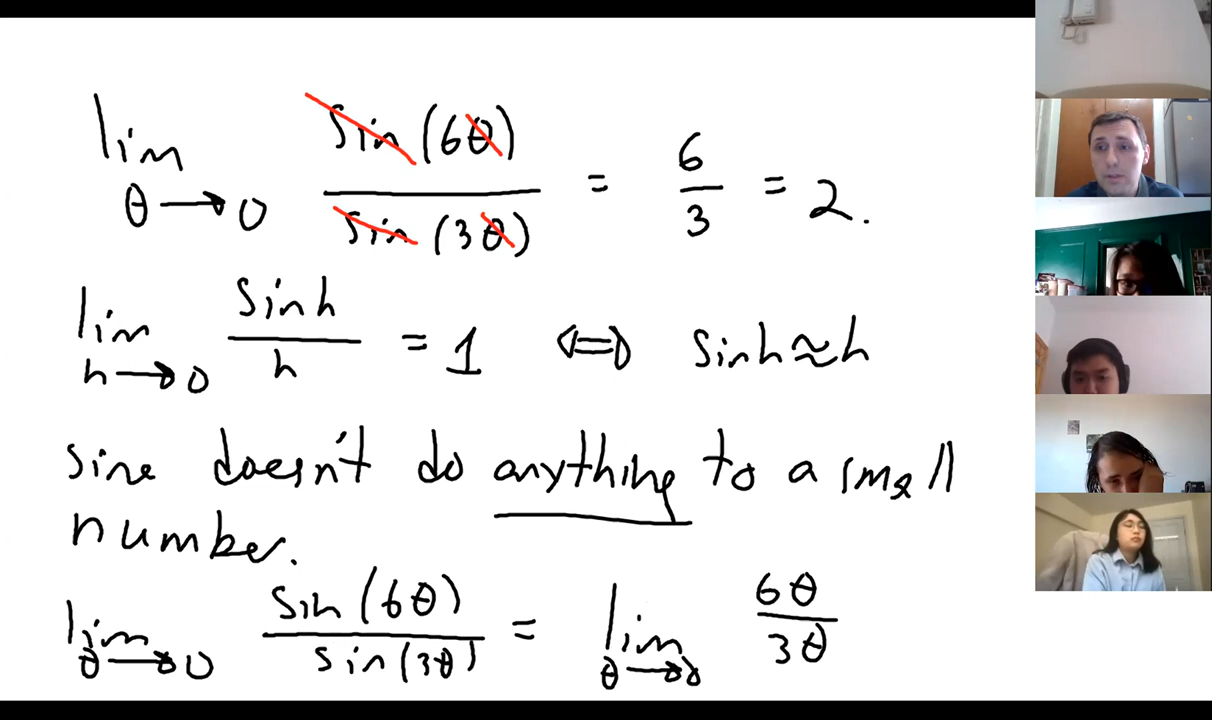 lim θ→0 sin(6θ)/sin(3θ) = 6/3 = 2.
lim h→0 sinh/h = 1 ⇔ sinh≈h
sine doesn't do anything to a small
number.
lim θ→0 sin(6θ)/sin(3θ) = lim θ→0 6θ/3θ